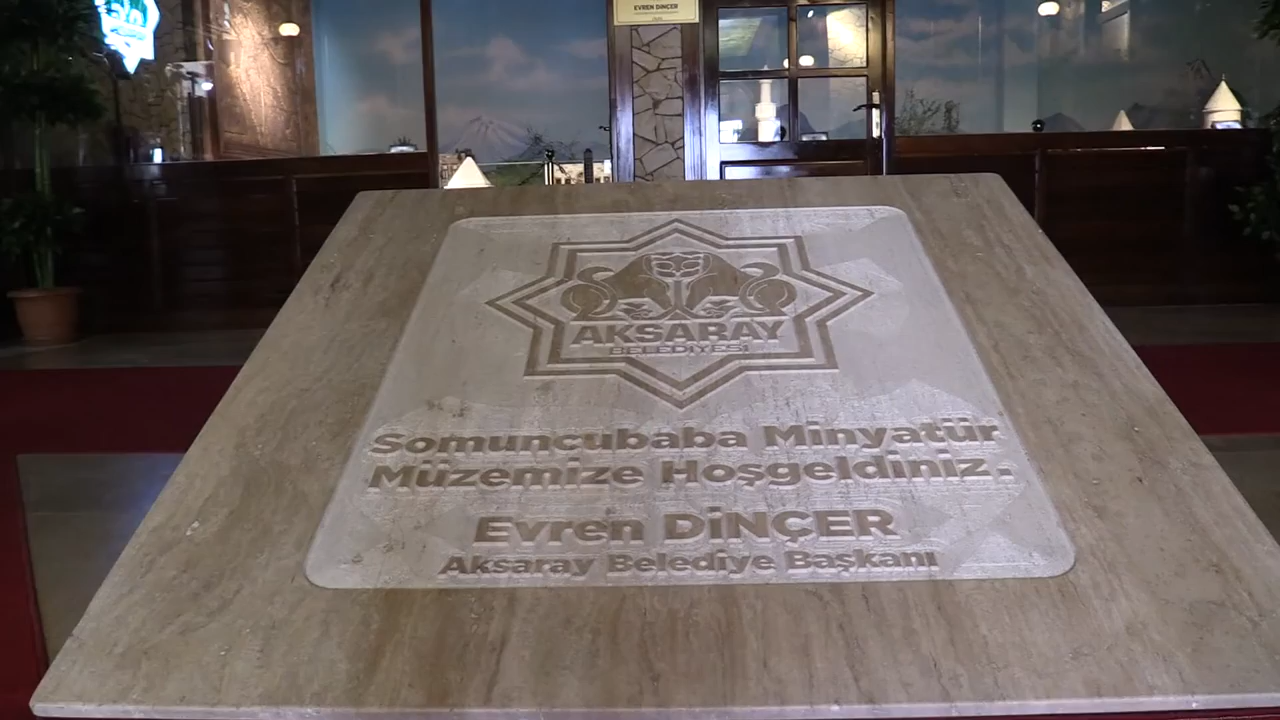 EVREN DİNÇER
AKSARAY
BELEDİYESİ
Somuncubaba Minyatür
Müzemize Hoşgeldiniz.
Evren DİNÇER
Aksaray Belediye Başkanı